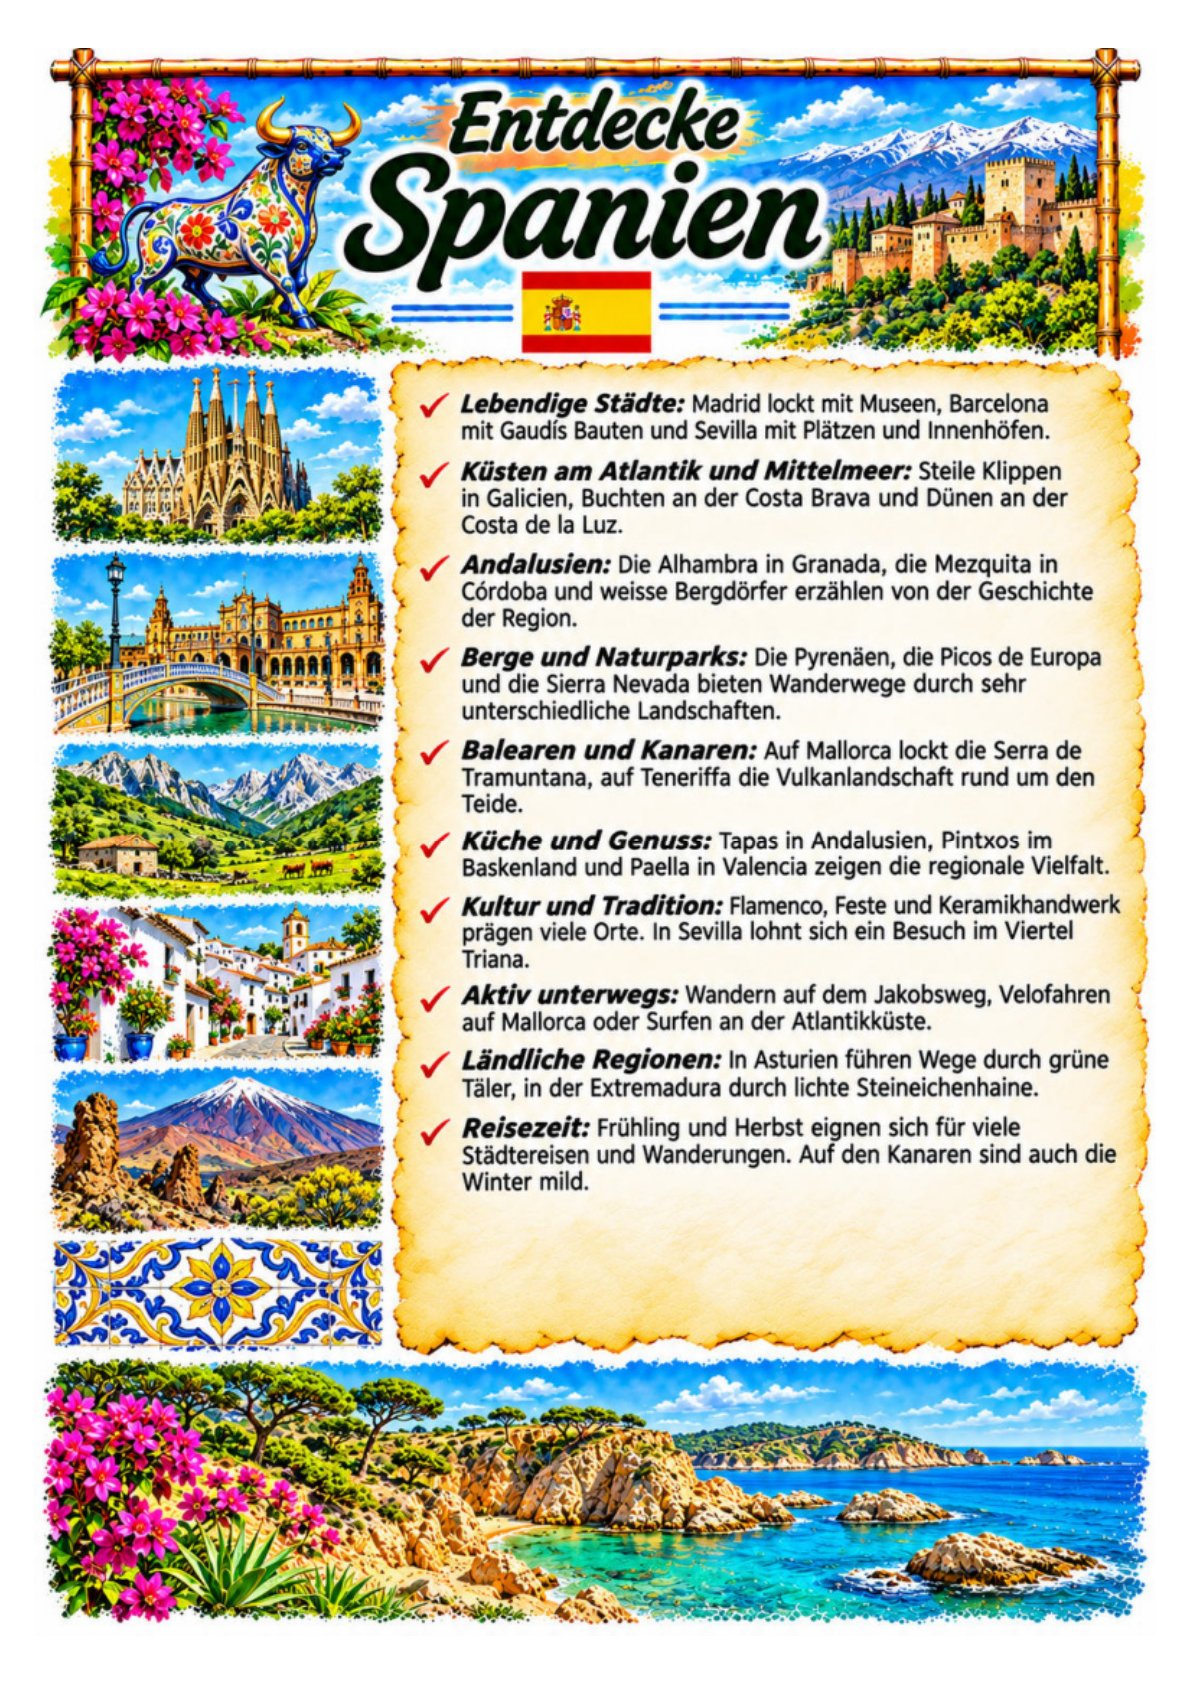 Entdecke
Spanien
Lebendige Städte: Madrid lockt mit Museen, Barcelona
mit Gaudís Bauten und Sevilla mit Plätzen und Innenhöfen.
Küsten am Atlantik und Mittelmeer: Steile Klippen
in Galicien, Buchten an der Costa Brava und Dünen an der
Costa de la Luz.
Andalusien: Die Alhambra in Granada, die Mezquita in
Córdoba und weisse Bergdörfer erzählen von der Geschichte
der Region.
Berge und Naturparks: Die Pyrenäen, die Picos de Europa
und die Sierra Nevada bieten Wanderwege durch sehr
unterschiedliche Landschaften.
Balearen und Kanaren: Auf Mallorca lockt die Serra de
Tramuntana, auf Teneriffa die Vulkanlandschaft rund um den
Teide.
Küche und Genuss: Tapas in Andalusien, Pintxos im
Baskenland und Paella in Valencia zeigen die regionale Vielfalt.
Kultur und Tradition: Flamenco, Feste und Keramikhandwerk
prägen viele Orte. In Sevilla lohnt sich ein Besuch im Viertel
Triana.
Aktiv unterwegs: Wandern auf dem Jakobsweg, Velofahren
auf Mallorca oder Surfen an der Atlantikküste.
Ländliche Regionen: In Asturien führen Wege durch grüne
Täler, in der Extremadura durch lichte Steineichenhaine.
Reisezeit: Frühling und Herbst eignen sich für viele
Städtereisen und Wanderungen. Auf den Kanaren sind auch die
Winter mild.